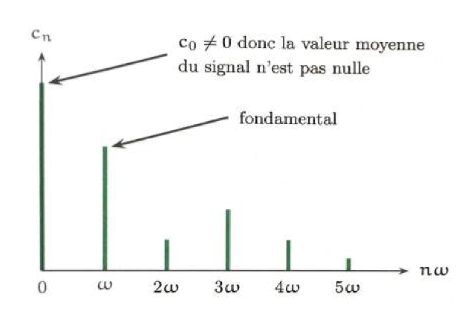 cₙ
c₀ ≠ 0 donc la valeur moyenne
du signal n'est pas nulle
fondamental
nω
0 ω 2ω 3ω 4ω 5ω